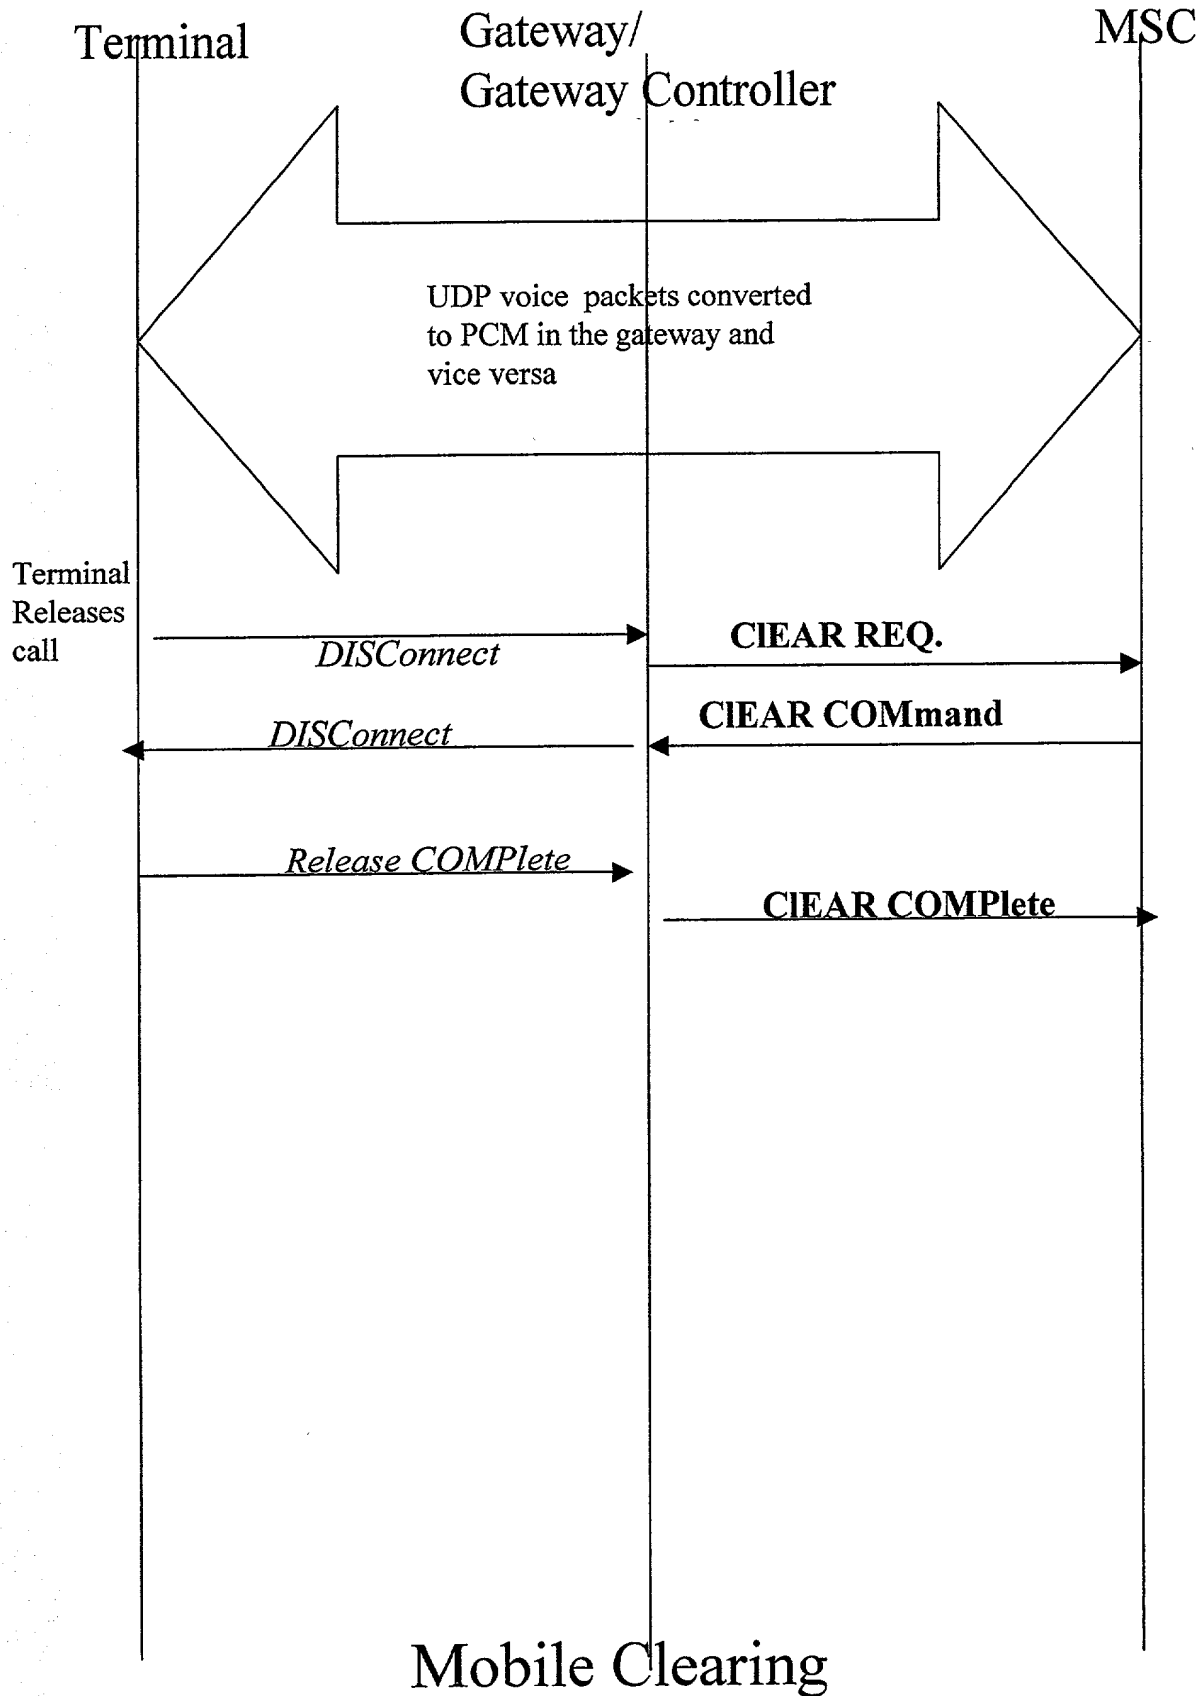 Terminal
Gateway/
Gateway Controller
MSC
UDP voice packets converted
to PCM in the gateway and
vice versa
Terminal
Releases
call
DISConnect
ClEAR REQ.
DISConnect
ClEAR COMmand
Release COMPlete
ClEAR COMPlete
Mobile Clearing